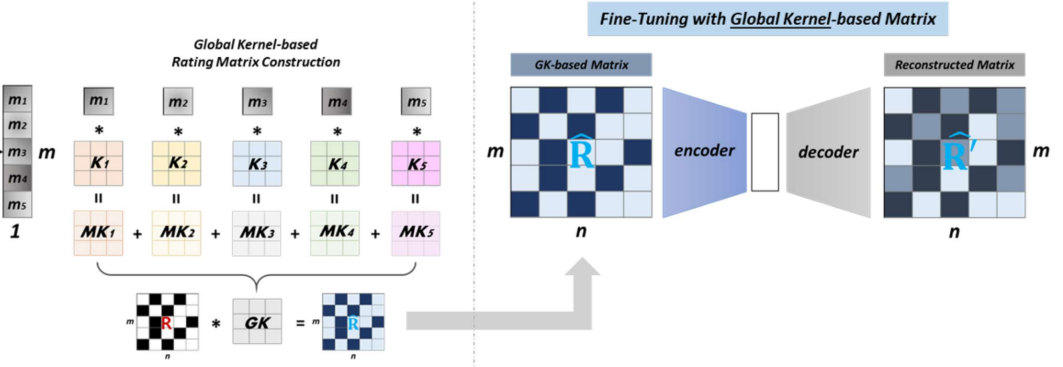 Global Kernel-based
Rating Matrix Construction
m1
m2
m3
m4
m5
m
1
m1 m2 m3 m4 m5
* * * * *
K1 K2 K3 K4 K5
= = = = =
MK1 + MK2 + MK3 + MK4 + MK5
m R * GK = m R̂
n n
Fine-Tuning with Global Kernel-based Matrix
GK-based Matrix
m R̂
n
encoder
decoder
Reconstructed Matrix
R̂′ m
n